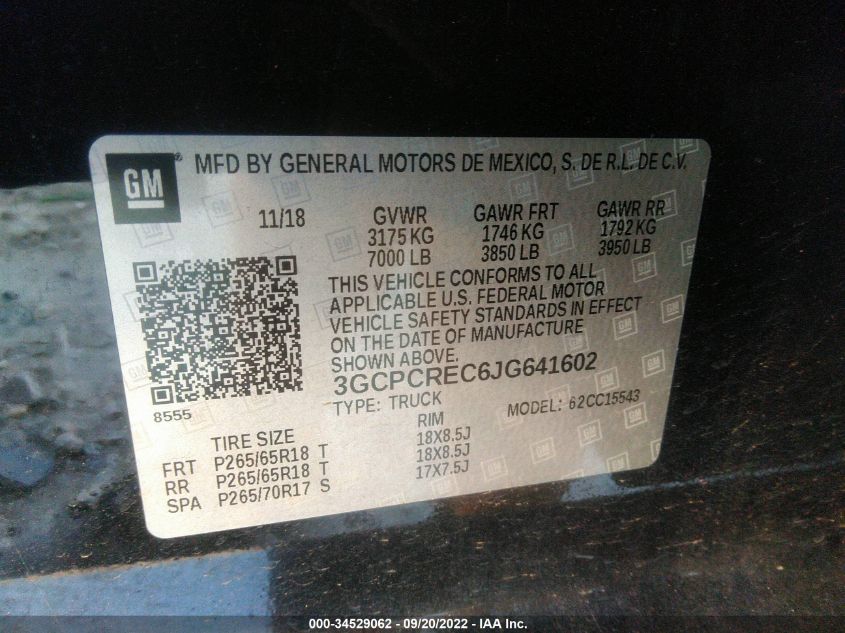 GM
® MFD BY GENERAL MOTORS DE MEXICO, S. DE R.L. DE C.V.
11/18 GVWR GAWR FRT GAWR RR
3175 KG 1746 KG 1792 KG
7000 LB 3850 LB 3950 LB
THIS VEHICLE CONFORMS TO ALL
APPLICABLE U.S. FEDERAL MOTOR
VEHICLE SAFETY STANDARDS IN EFFECT
ON THE DATE OF MANUFACTURE
SHOWN ABOVE.
3GCPCREC6JG641602
8555 TYPE: TRUCK MODEL: 62CC15543
TIRE SIZE RIM
FRT P265/65R18 T 18X8.5J
RR P265/65R18 T 18X8.5J
SPA P265/70R17 S 17X7.5J
000-34529062 - 09/20/2022 - IAA Inc.